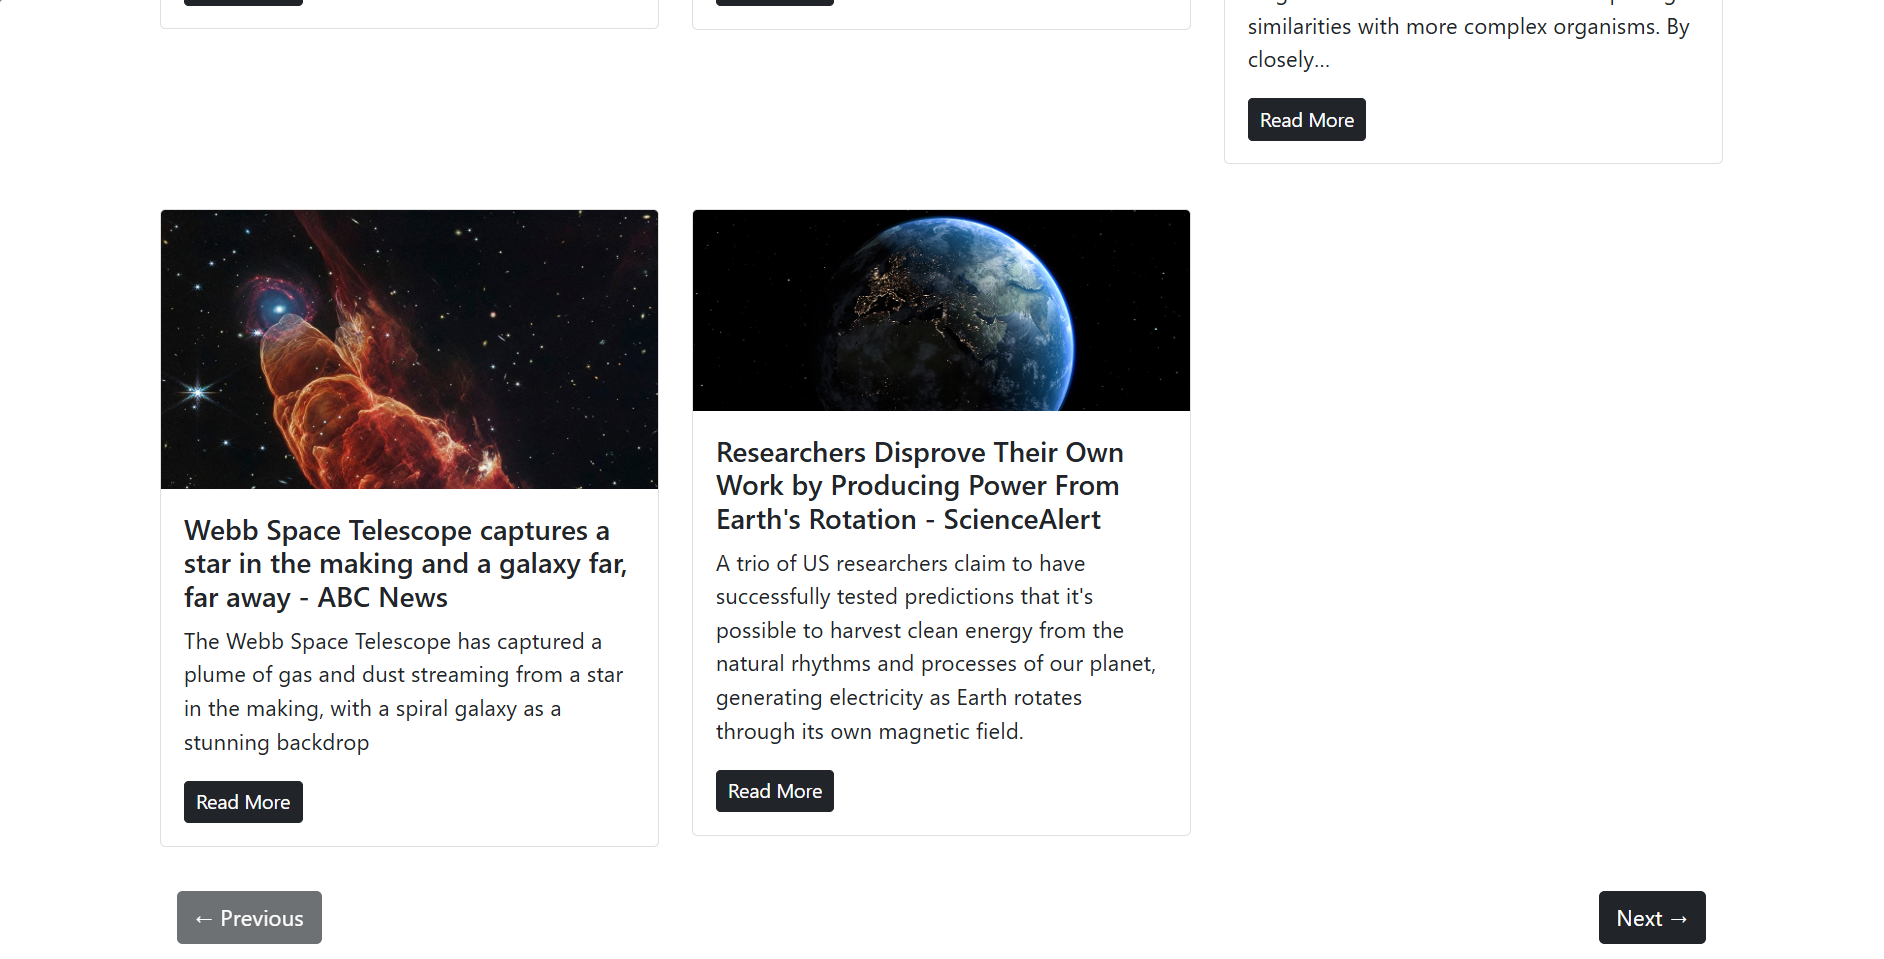 similarities with more complex organisms. By
closely...
Read More
Webb Space Telescope captures a
star in the making and a galaxy far,
far away - ABC News
The Webb Space Telescope has captured a
plume of gas and dust streaming from a star
in the making, with a spiral galaxy as a
stunning backdrop
Read More
Researchers Disprove Their Own
Work by Producing Power From
Earth's Rotation - ScienceAlert
A trio of US researchers claim to have
successfully tested predictions that it's
possible to harvest clean energy from the
natural rhythms and processes of our planet,
generating electricity as Earth rotates
through its own magnetic field.
Read More
← Previous
Next →